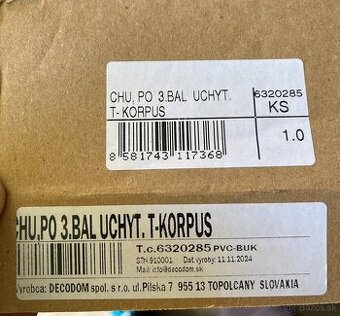 CHU, PO 3.BAL UCHYT.
T-KORPUS
6320285
KS
1.0
8 581743 117368
CHU,PO 3.BAL UCHYT. T-KORPUS
T.c.6320285 PVC-BUK
STN 910001 Dat.vyroby: 11.11.2024
Mail: info@decodom.sk
Vyrobca: DECODOM spol. s r.o. ul.Pilska 7 955 13 TOPOLCANY SLOVAKIA